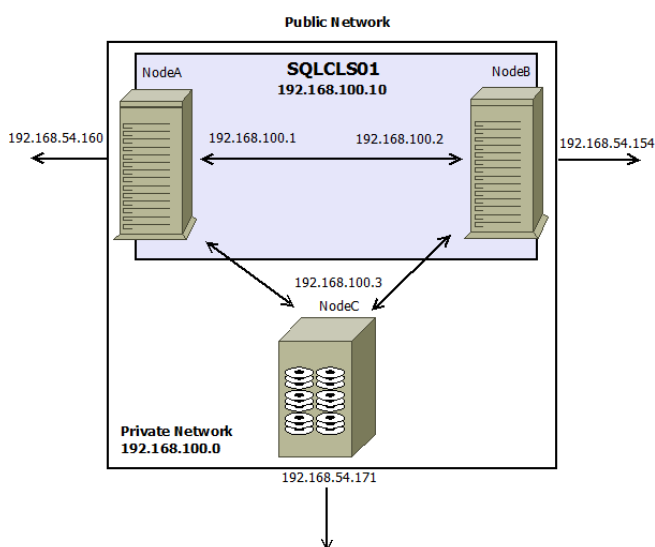 Public Network
SQLCLS01
192.168.100.10
NodeA
NodeB
192.168.54.160
192.168.100.1
192.168.100.2
192.168.54.154
192.168.100.3
NodeC
Private Network
192.168.100.0
192.168.54.171